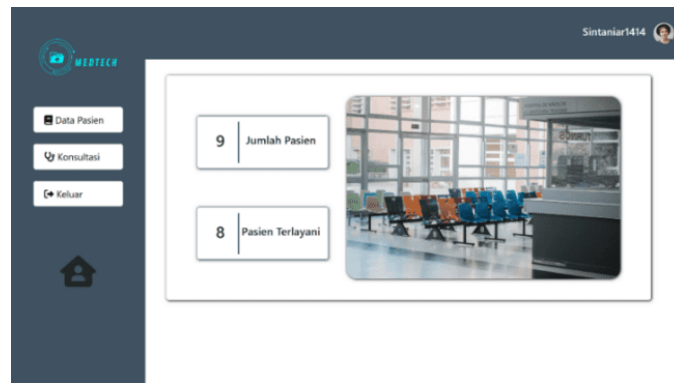 Sintaniar1414
MEDTECH
Data Pasien
Konsultasi
Keluar
9 Jumlah Pasien
8 Pasien Terlayani